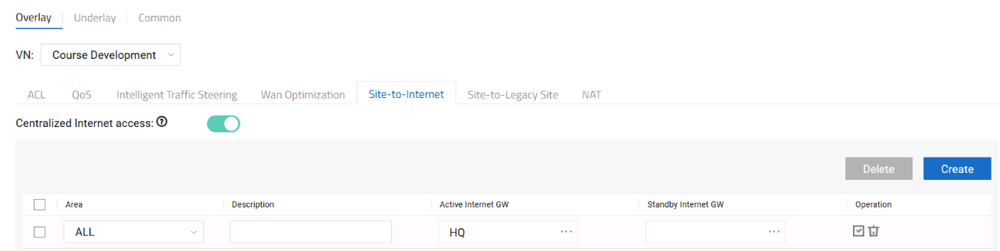 Overlay Underlay Common
VN: Course Development
ACL QoS Intelligent Traffic Steering Wan Optimization Site-to-Internet Site-to-Legacy Site NAT
Centralized Internet access: ?
Delete Create
Area Description Active Internet GW Standby Internet GW Operation
ALL HQ ... ...